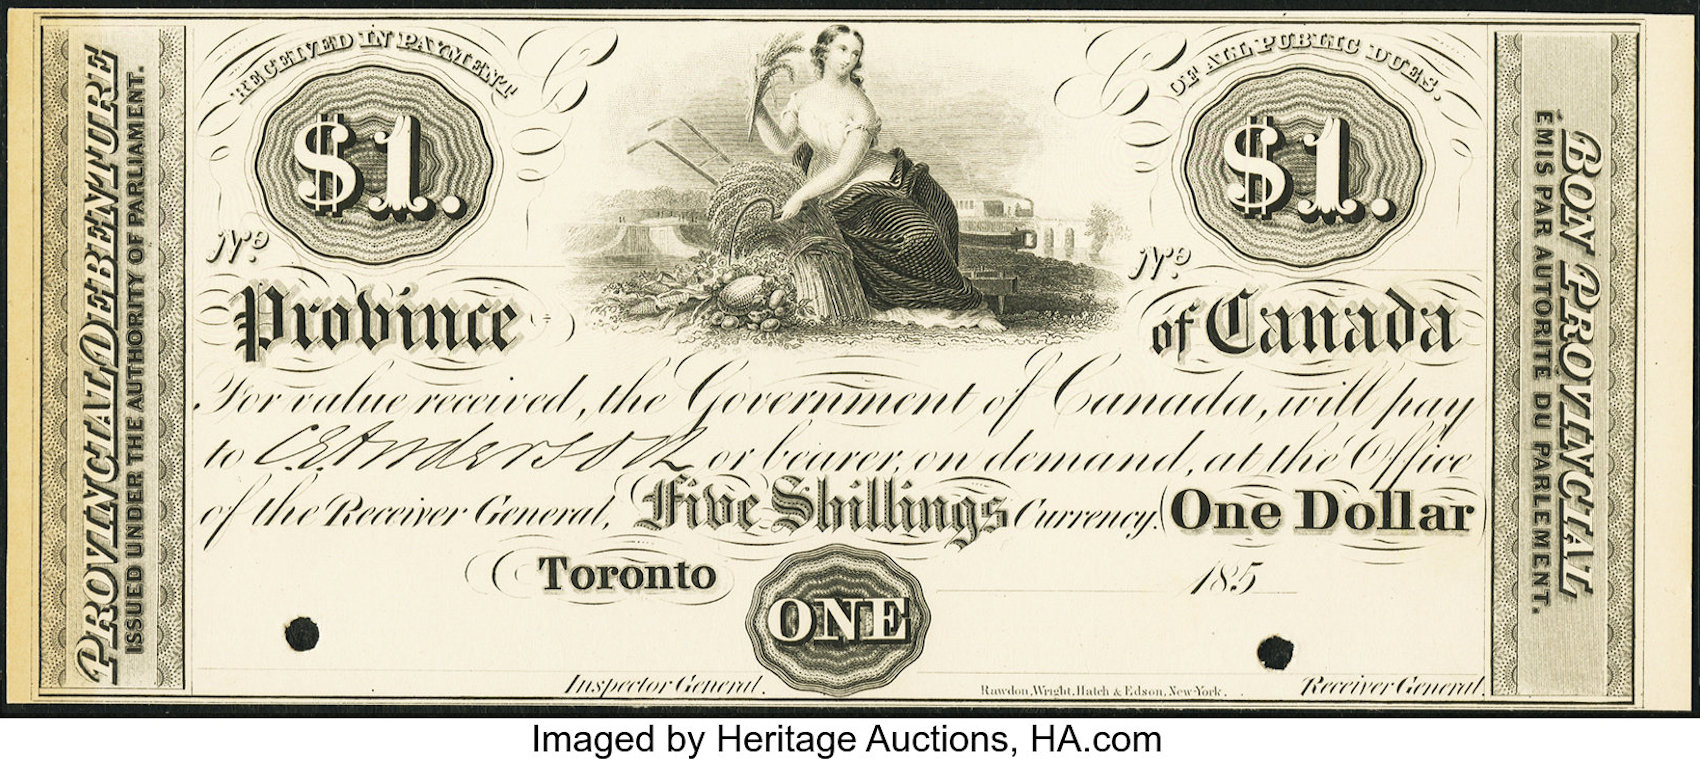 PROVINCIAL DEBENTURE
ISSUED UNDER THE AUTHORITY OF PARLIAMENT.
RECEIVED IN PAYMENT
OF ALL PUBLIC DUES.
$1.
$1.
No.
No.
Province of Canada
For value received, the Government of Canada, will pay
to C.E. Anderson or bearer, on demand, at the Office
of the Receiver General, Five Shillings Currency. (One Dollar
Toronto 185
ONE
Inspector General.
Rawdon, Wright, Hatch & Edson, New-York.
Receiver General.
BON PROVINCIAL
ÉMIS PAR AUTORITÉ DU PARLEMENT.
Imaged by Heritage Auctions, HA.com